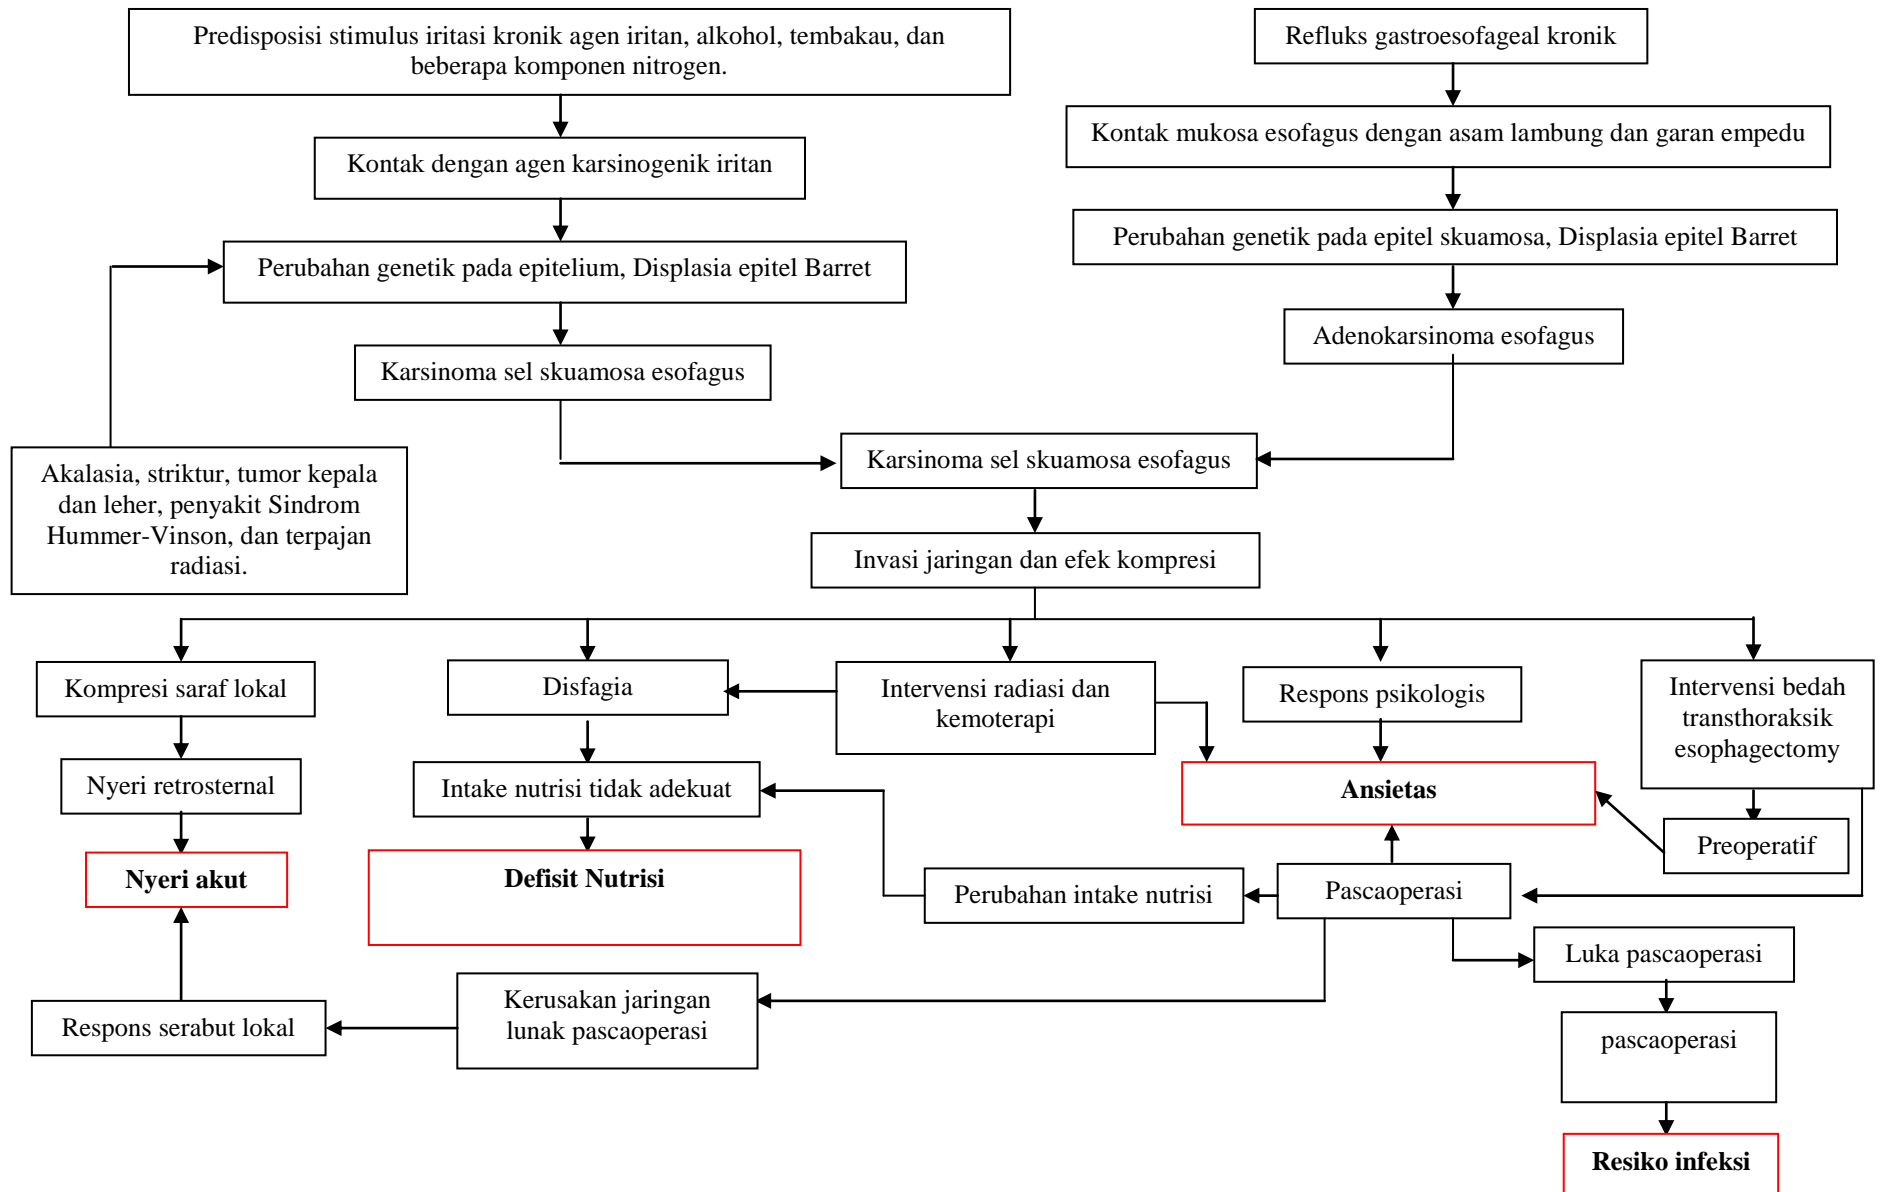 Predisposisi stimulus iritasi kronik agen iritan, alkohol, tembakau, dan
beberapa komponen nitrogen.
Refluks gastroesofageal kronik
Kontak mukosa esofagus dengan asam lambung dan garan empedu
Kontak dengan agen karsinogenik iritan
Perubahan genetik pada epitel skuamosa, Displasia epitel Barret
Perubahan genetik pada epitelium, Displasia epitel Barret
Adenokarsinoma esofagus
Karsinoma sel skuamosa esofagus
Karsinoma sel skuamosa esofagus
Akalasia, striktur, tumor kepala
dan leher, penyakit Sindrom
Hummer-Vinson, dan terpajan
radiasi.
Invasi jaringan dan efek kompresi
Kompresi saraf lokal
Disfagia
Intervensi radiasi dan
kemoterapi
Respons psikologis
Intervensi bedah
transthoraksik
esophagectomy
Nyeri retrosternal
Intake nutrisi tidak adekuat
Ansietas
Preoperatif
Nyeri akut
Defisit Nutrisi
Perubahan intake nutrisi
Pascaoperasi
Luka pascaoperasi
Respons serabut lokal
Kerusakan jaringan
lunak pascaoperasi
pascaoperasi
Resiko infeksi